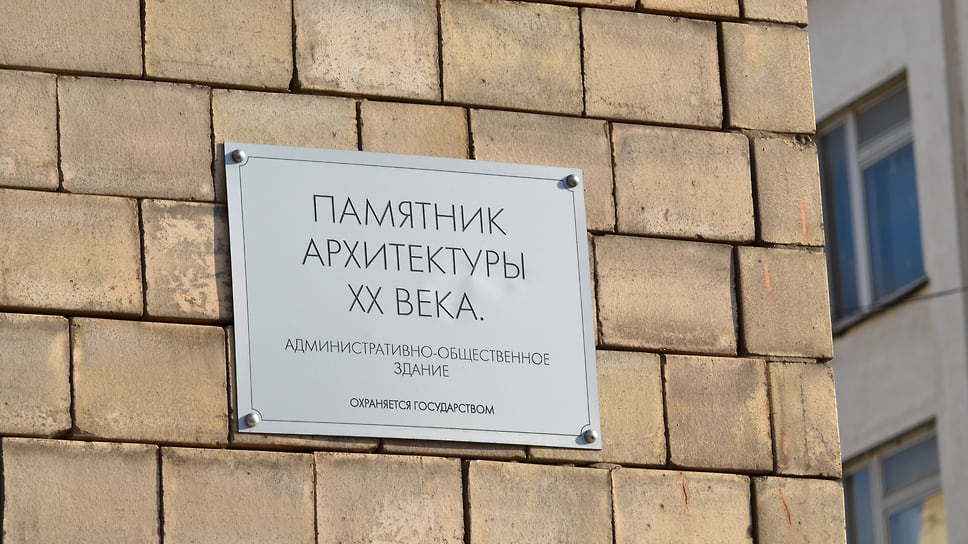 ПАМЯТНИК
АРХИТЕКТУРЫ
XX ВЕКА.
АДМИНИСТРАТИВНО-ОБЩЕСТВЕННОЕ
ЗДАНИЕ
ОХРАНЯЕТСЯ ГОСУДАРСТВОМ